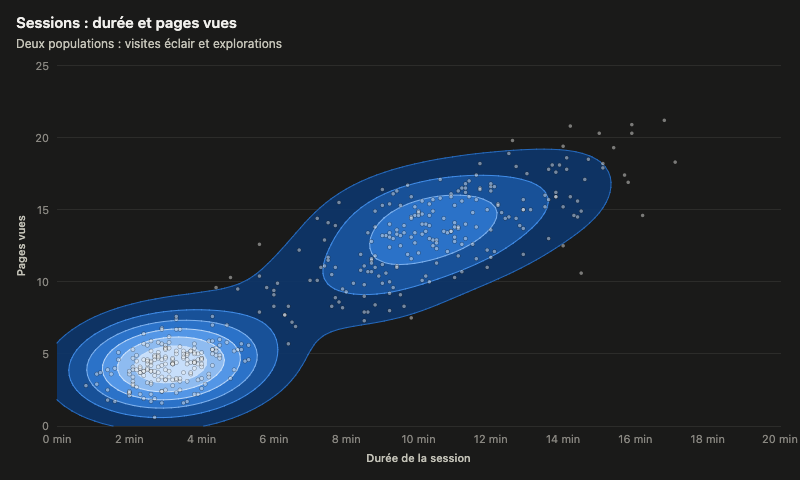 Sessions : durée et pages vues
Deux populations : visites éclair et explorations
Pages vues
25
20
15
10
5
0
0 min 2 min 4 min 6 min 8 min 10 min 12 min 14 min 16 min 18 min 20 min
Durée de la session